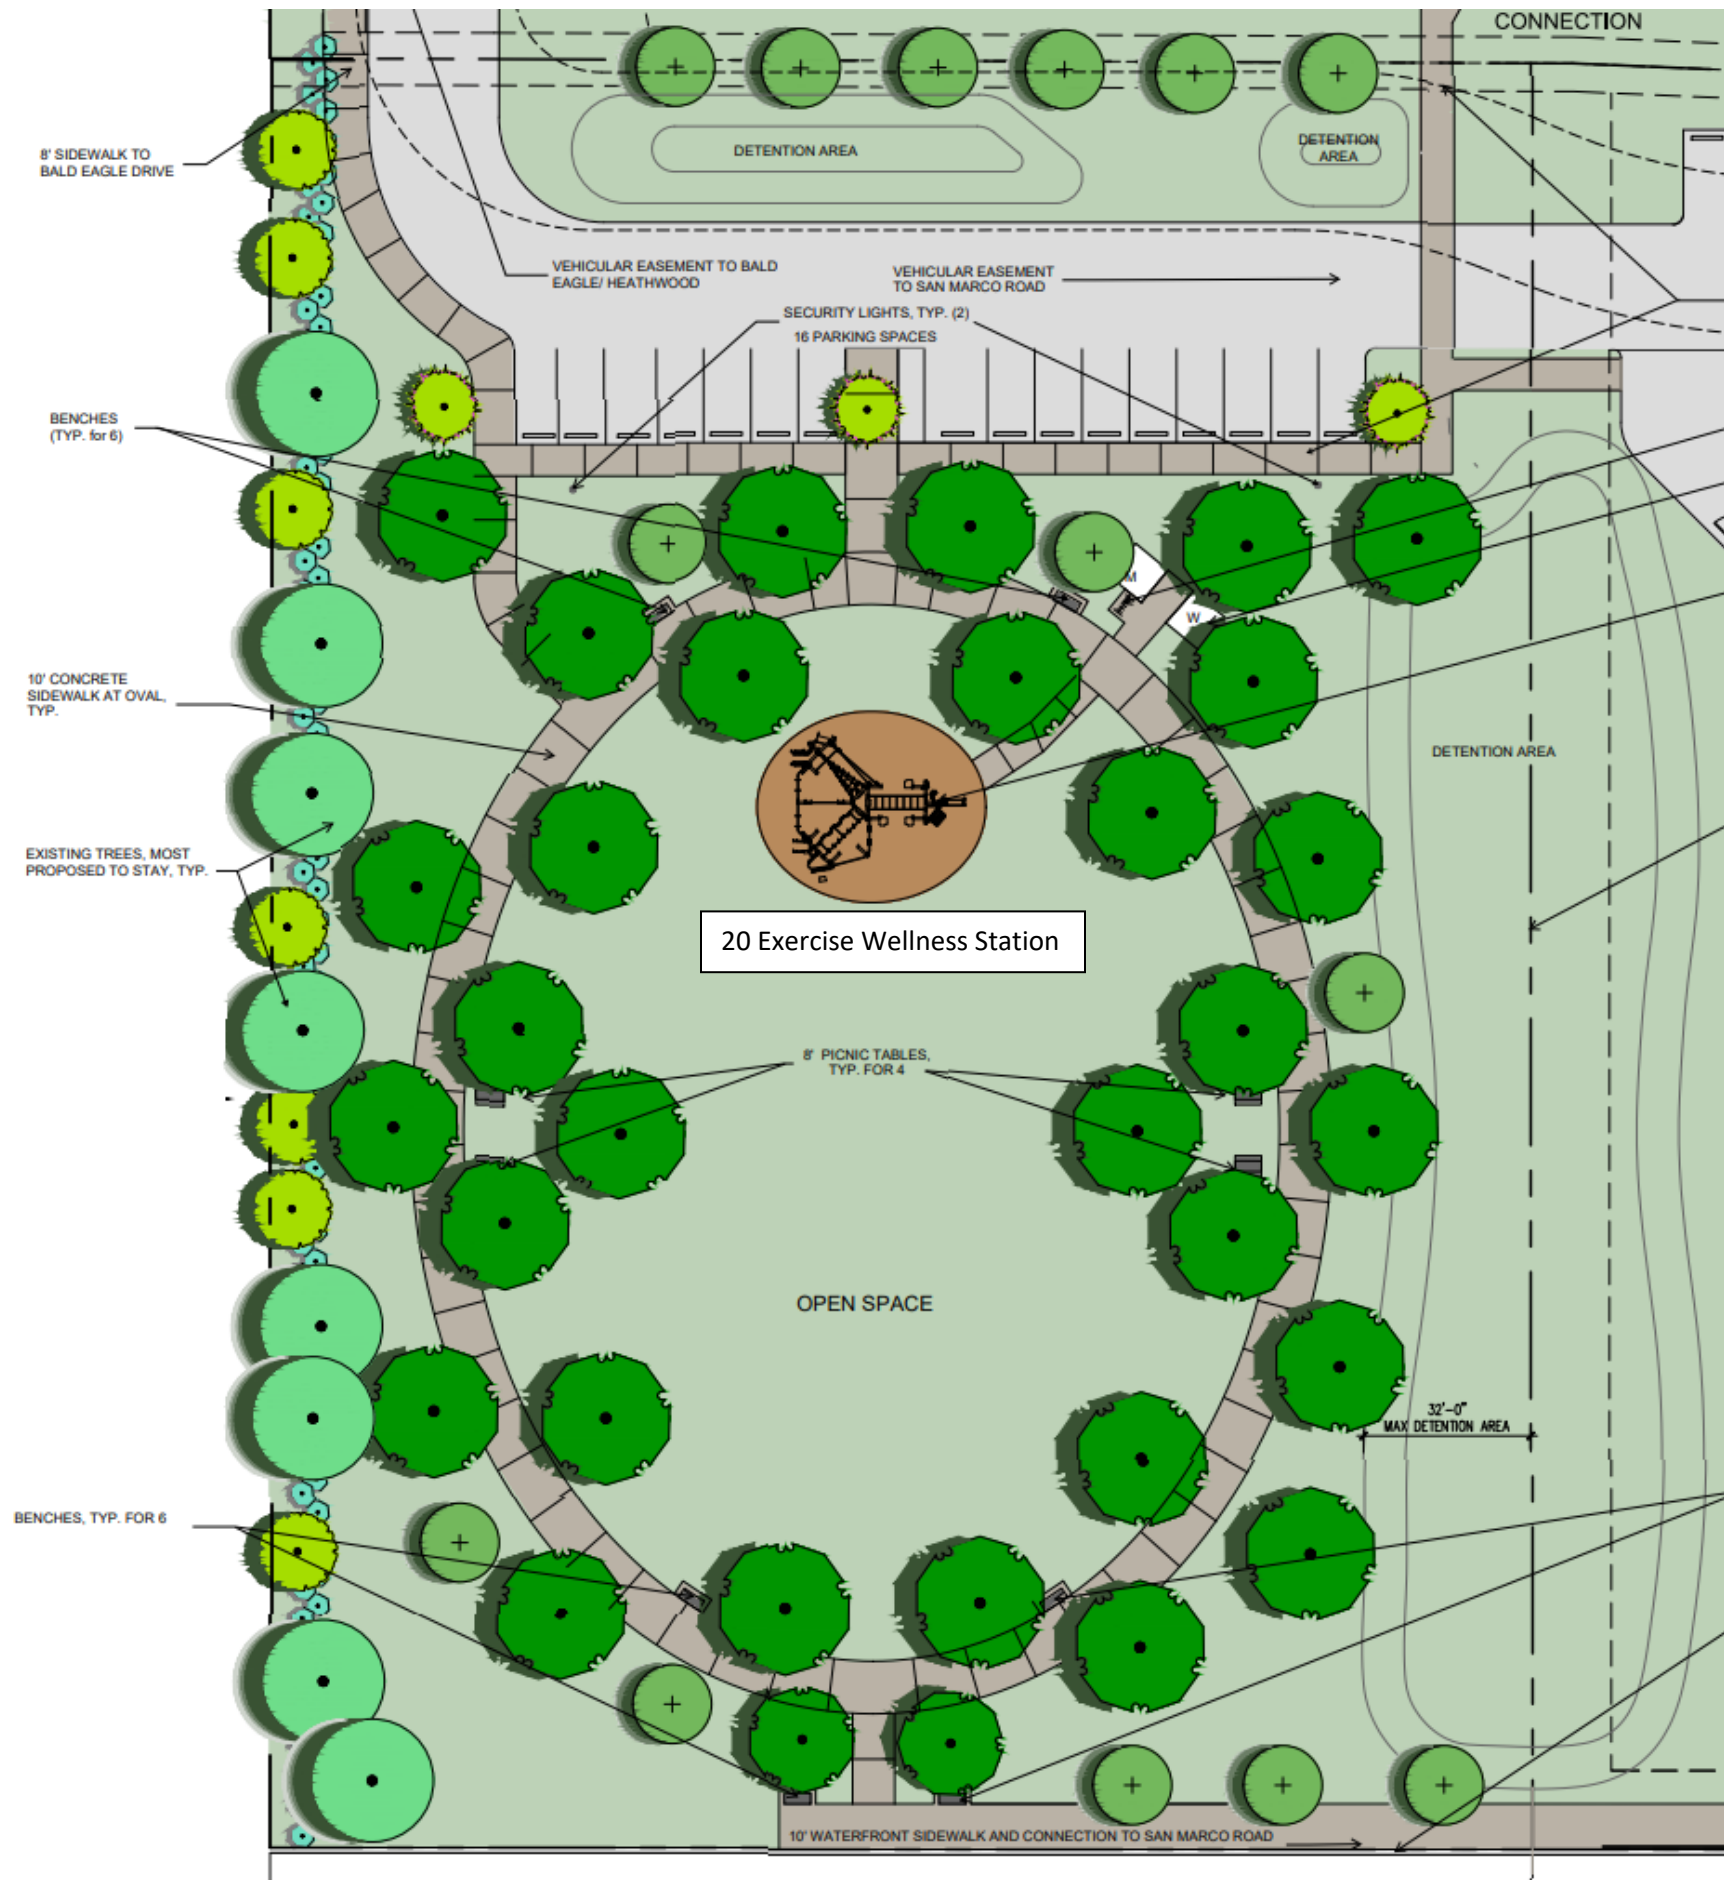 CONNECTION
8' SIDEWALK TO
BALD EAGLE DRIVE
DETENTION AREA
DETENTION
AREA
VEHICULAR EASEMENT TO BALD
EAGLE/ HEATHWOOD
VEHICULAR EASEMENT
TO SAN MARCO ROAD
SECURITY LIGHTS, TYP. (2)
16 PARKING SPACES
BENCHES
(TYP. for 6)
M
W
10' CONCRETE
SIDEWALK AT OVAL,
TYP.
DETENTION AREA
EXISTING TREES, MOST
PROPOSED TO STAY, TYP.
20 Exercise Wellness Station
8' PICNIC TABLES,
TYP. FOR 4
OPEN SPACE
32'-0"
MAX DETENTION AREA
BENCHES, TYP. FOR 6
10' WATERFRONT SIDEWALK AND CONNECTION TO SAN MARCO ROAD